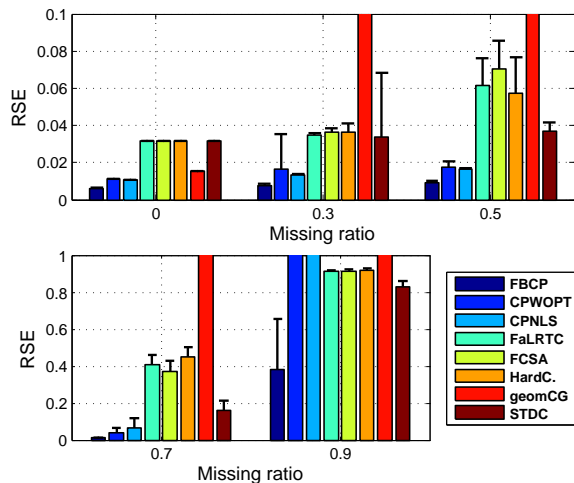 0.1
0.08
0.06
0.04
0.02
0
RSE
0 0.3 0.5
Missing ratio
1
0.8
0.6
0.4
0.2
0
RSE
0.7 0.9
Missing ratio
FBCP
CPWOPT
CPNLS
FaLRTC
FCSA
HardC.
geomCG
STDC